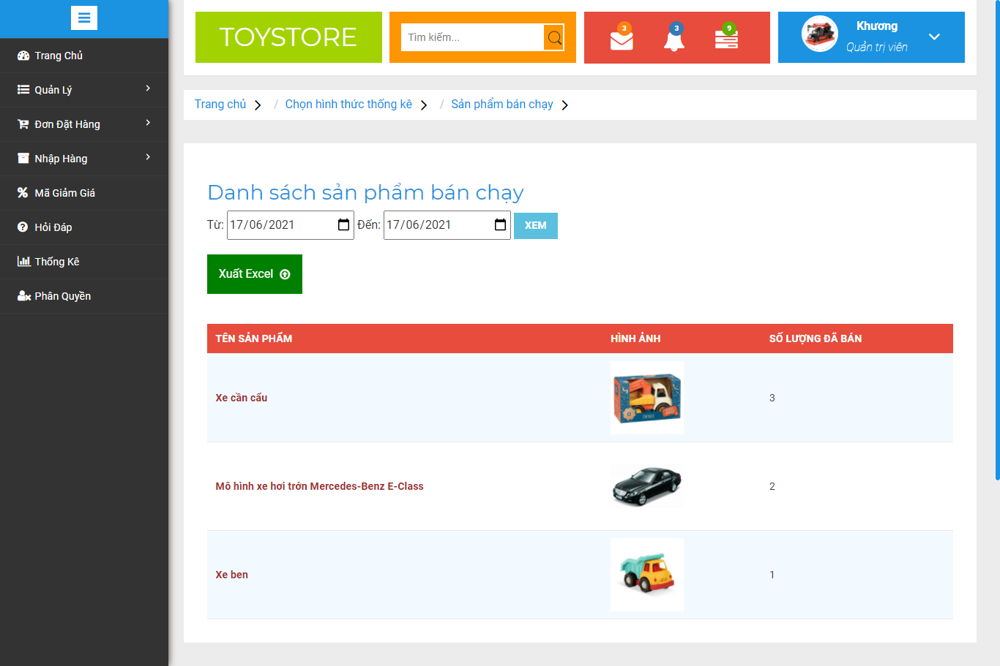 TOYSTORE
Tìm kiếm...
3
3
9
Khương
Quản trị viên
Trang Chủ
Quản Lý
Đơn Đặt Hàng
Nhập Hàng
Mã Giảm Giá
Hỏi Đáp
Thống Kê
Phân Quyền
Trang chủ / Chọn hình thức thống kê / Sản phẩm bán chạy
Danh sách sản phẩm bán chạy
Từ: 17/06/2021 Đến: 17/06/2021 XEM
Xuất Excel
TÊN SẢN PHẨM HÌNH ẢNH SỐ LƯỢNG ĐÃ BÁN
Xe cần cẩu 3
Mô hình xe hơi trớn Mercedes-Benz E-Class 2
Xe ben 1